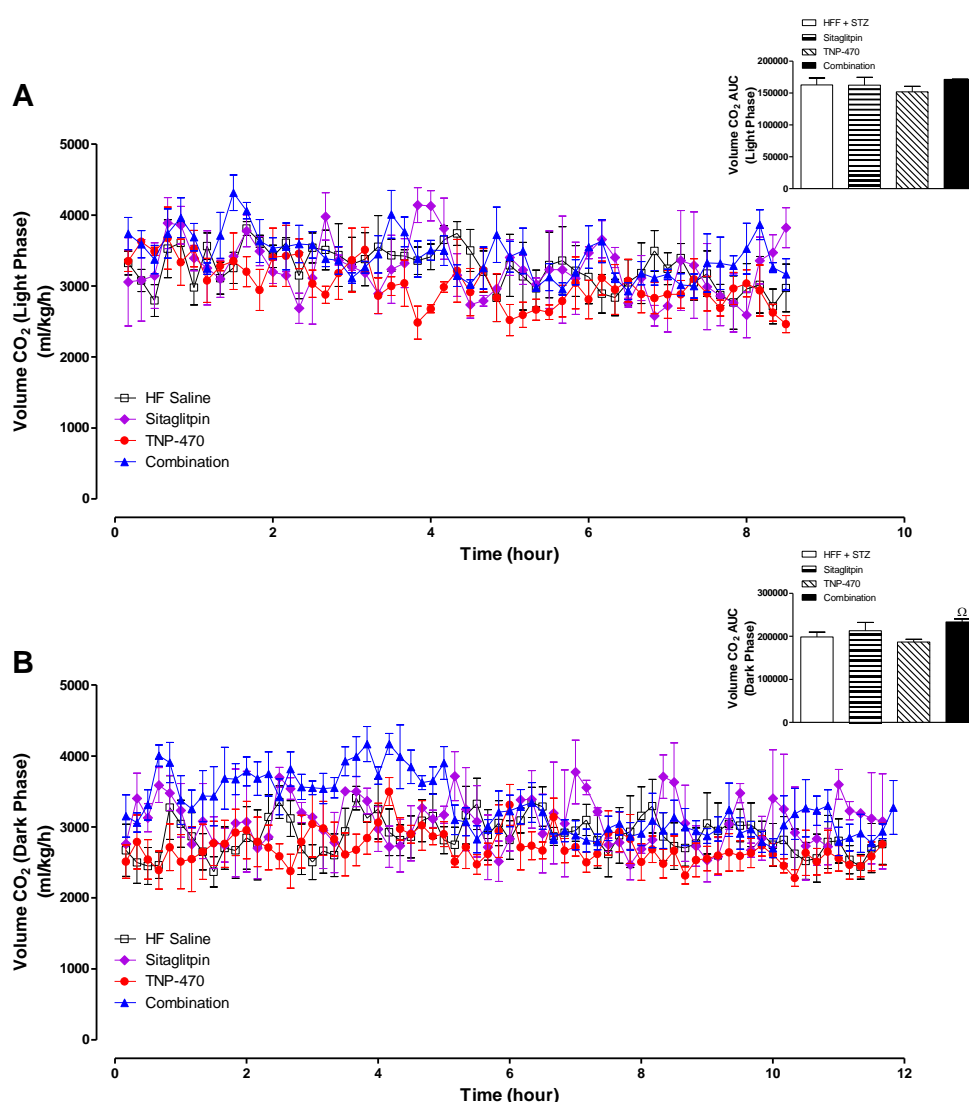 HFF + STZ
Sitaglitpin
TNP-470
Combination
200000
150000
100000
50000
0
Volume CO2 AUC
(Light Phase)
A
5000
4000
3000
2000
1000
0
Volume CO2 (Light Phase)
(ml/kg/h)
HF Saline
Sitaglitpin
TNP-470
Combination
0 2 4 6 8 10
Time (hour)
HFF + STZ
Sitaglitpin
TNP-470
Combination
300000
200000
100000
0
Volume CO2 AUC
(Dark Phase)
Ω
B
5000
4000
3000
2000
1000
0
Volume CO2 (Dark Phase)
(ml/kg/h)
HF Saline
Sitaglitpin
TNP-470
Combination
0 2 4 6 8 10 12
Time (hour)